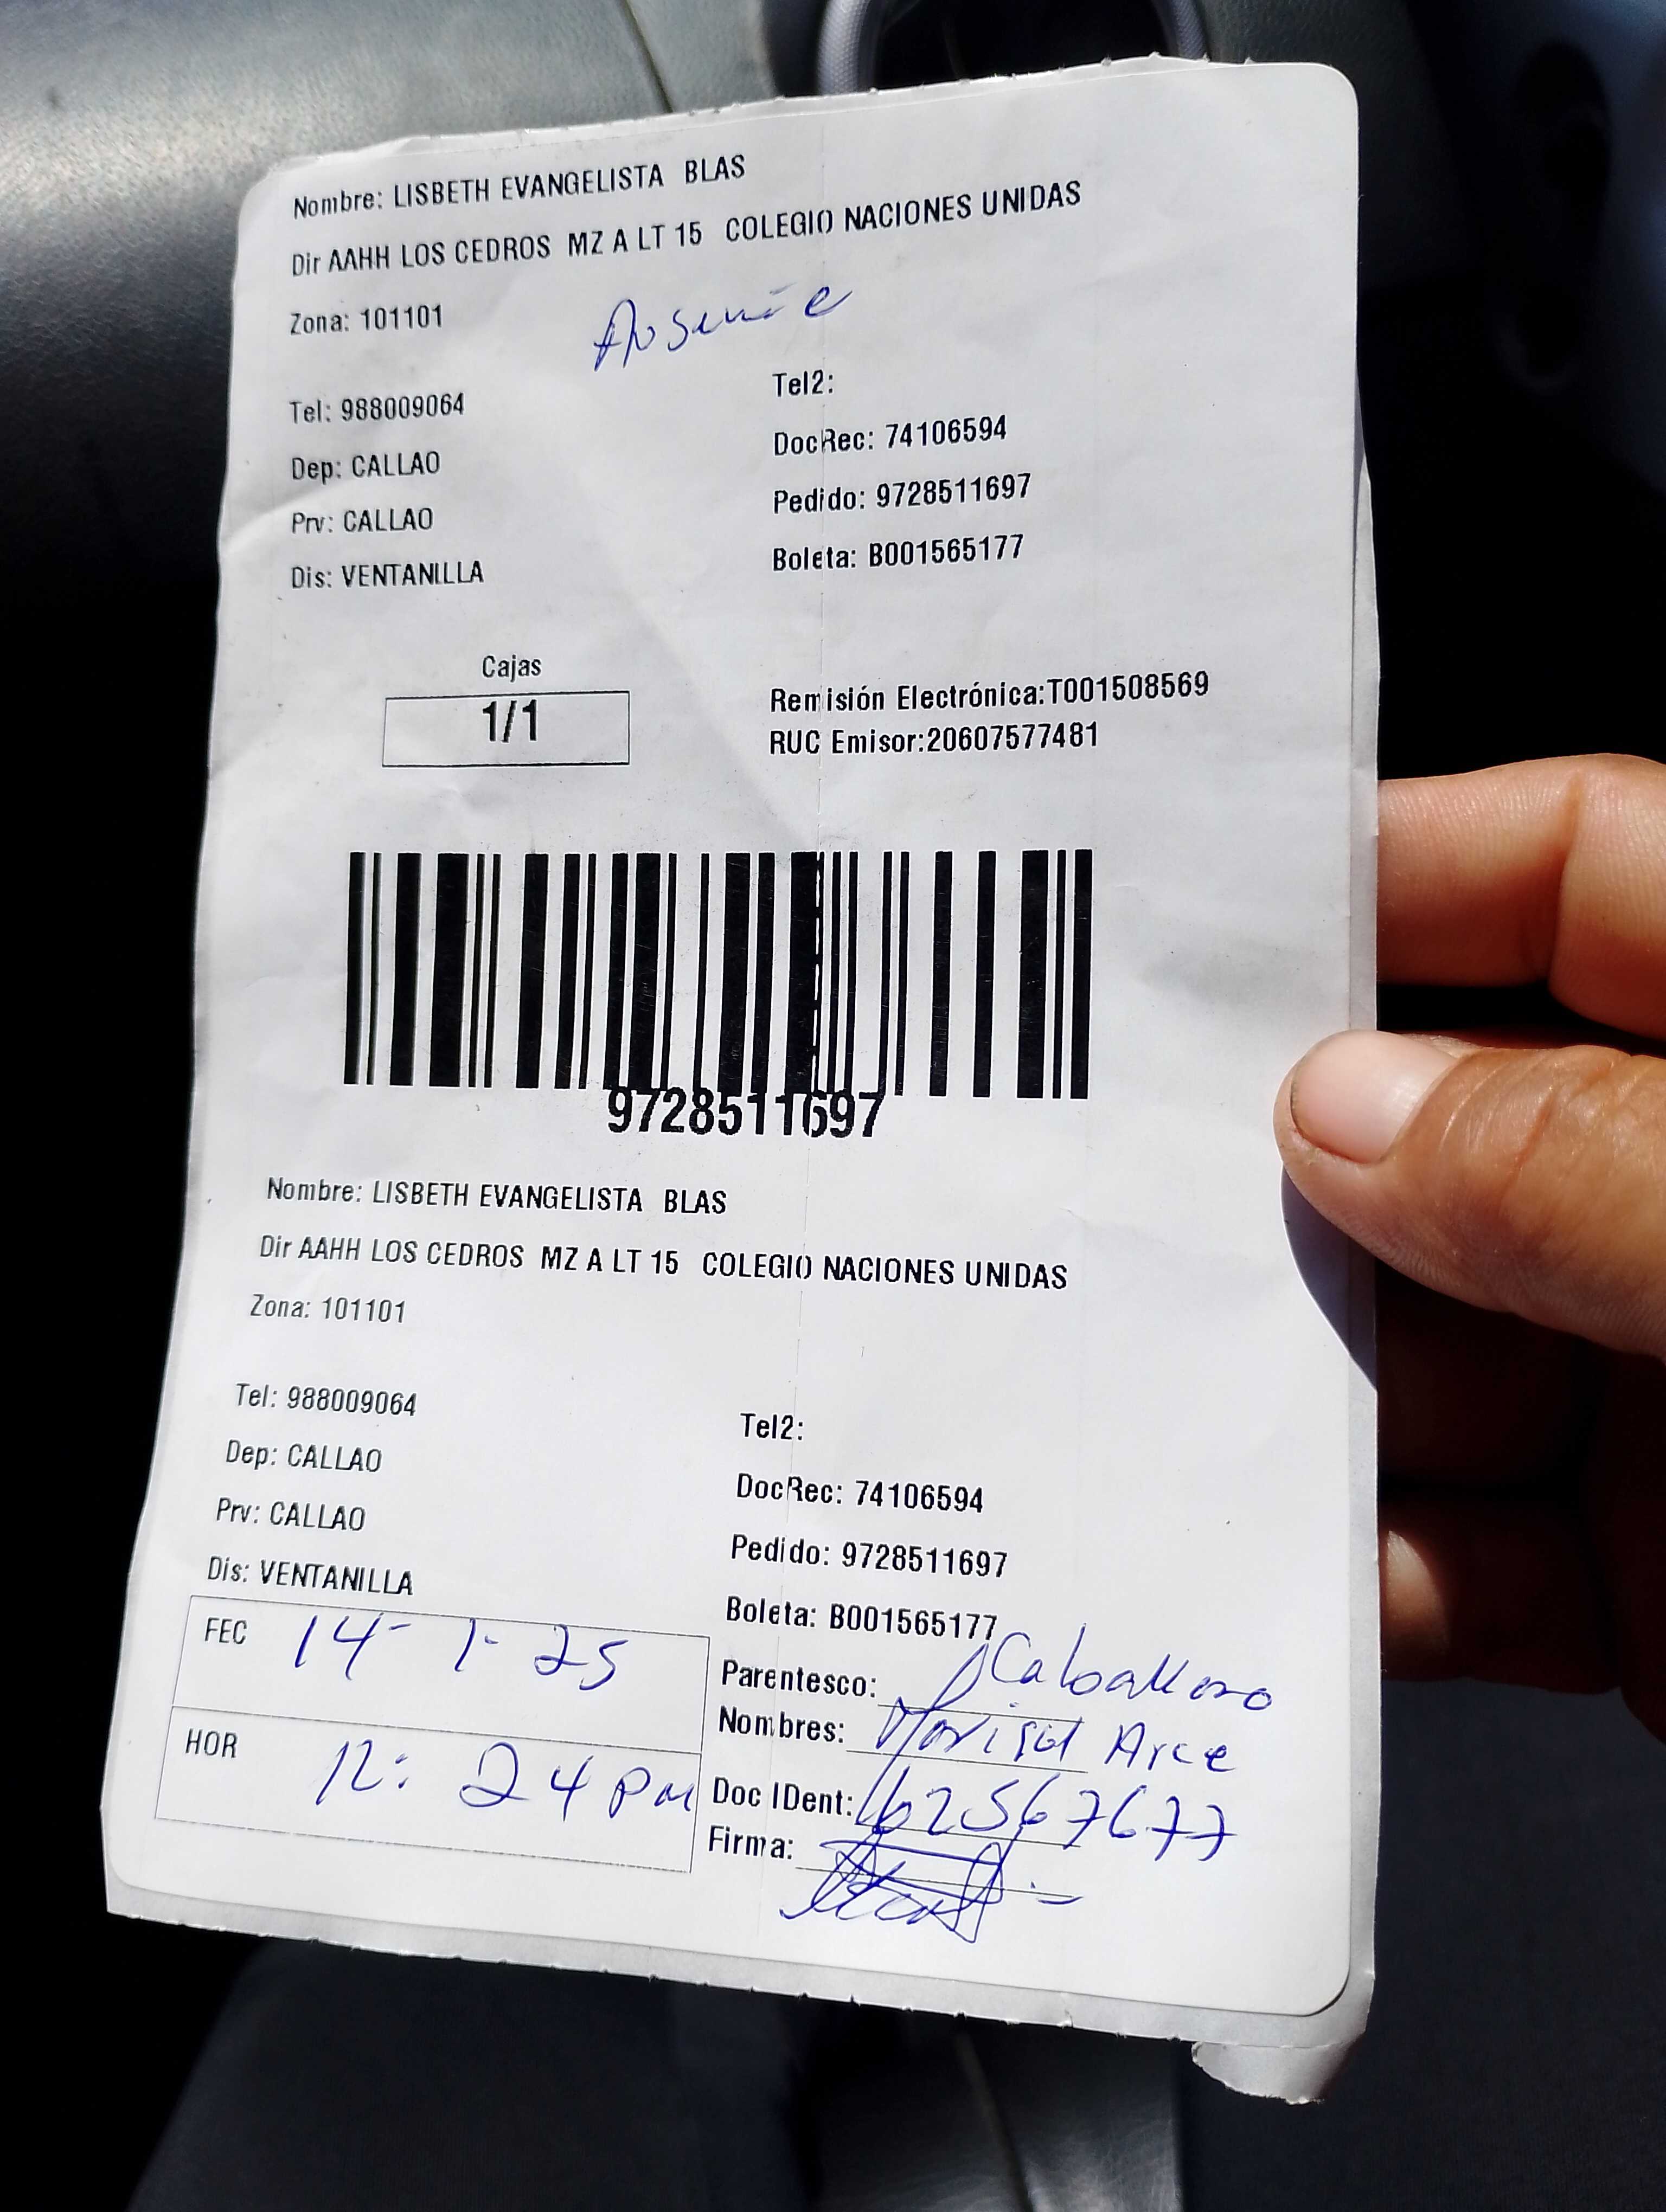 Nombre: LISBETH EVANGELISTA BLAS
Dir AAHH LOS CEDROS MZ A LT 15 COLEGIO NACIONES UNIDAS
Zona: 101101
Tel: 988009064
Tel2:
Dep: CALLAO
DocRec: 74106594
Prv: CALLAO
Pedido: 9728511697
Dis: VENTANILLA
Boleta: B001565177
Cajas
1/1
Remisión Electrónica:T001508569
RUC Emisor:20607577481
9728511697
Nombre: LISBETH EVANGELISTA BLAS
Dir AAHH LOS CEDROS MZ A LT 15 COLEGIO NACIONES UNIDAS
Zona: 101101
Tel: 988009064
Tel2:
Dep: CALLAO
DocRec: 74106594
Prv: CALLAO
Pedido: 9728511697
Dis: VENTANILLA
Boleta: B001565177
FEC 14-1-25
Parentesco: Caballero
Nombres: Marisol Arce
HOR 12:24 pm
Doc IDent:
Firma: